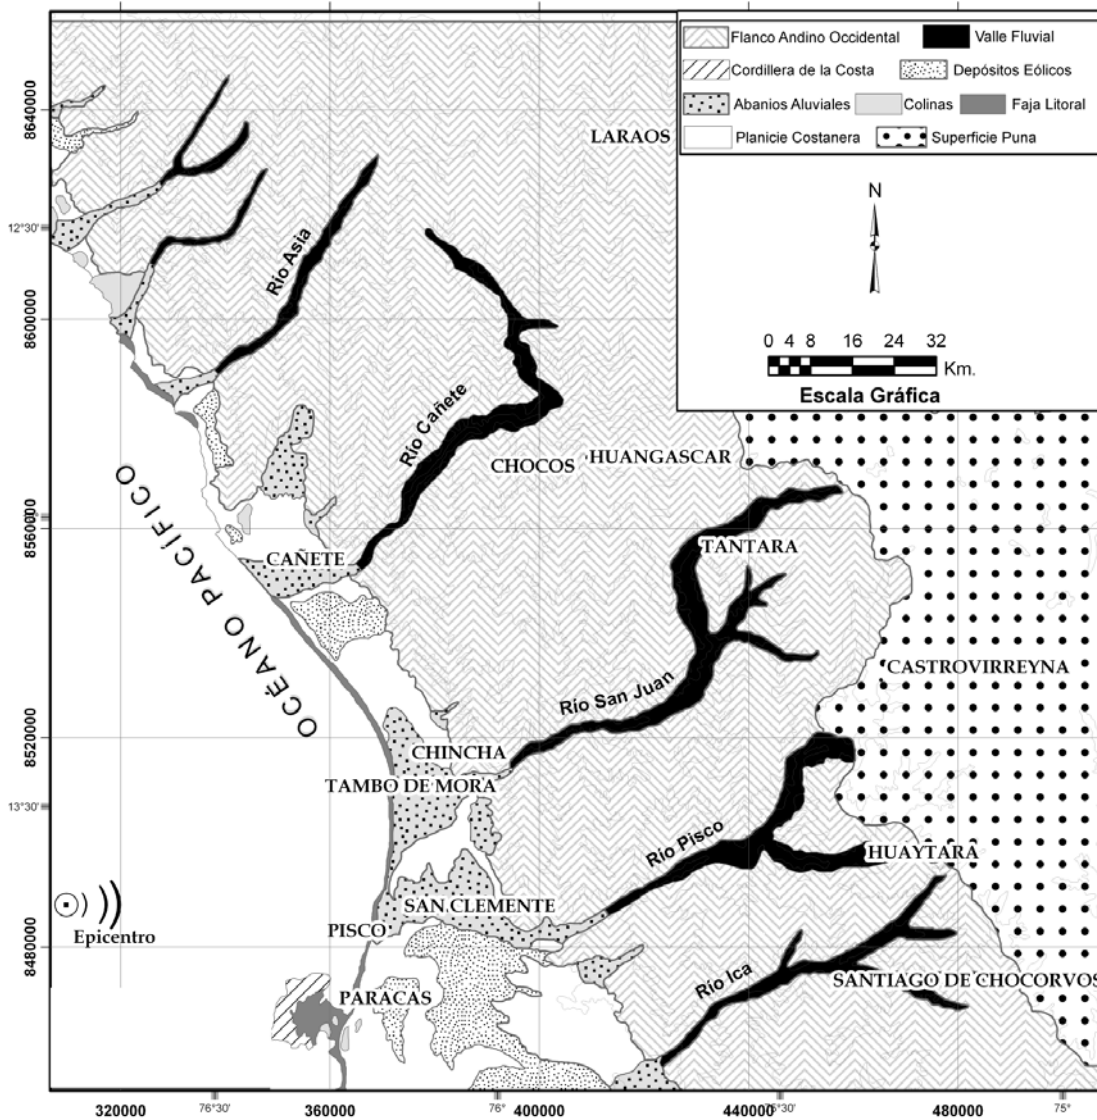 Flanco Andino Occidental
Valle Fluvial
Cordillera de la Costa
Depósitos Eólicos
Abanios Aluviales
Colinas
Faja Litoral
Planicie Costanera
Superficie Puna
N
0 4 8 16 24 32
Km.
Escala Gráfica
8640000
12°30'
8600000
8560000
8520000
13°30'
8480000
LARAOS
Río Asia
Río Cañete
CHOCOS
HUANGASCAR
OCÉANO PACÍFICO
CAÑETE
TANTARA
CASTROVIRREYNA
Río San Juan
CHINCHA
TAMBO DE MORA
Río Pisco
HUAYTARA
SAN.CLEMENTE
PISCO
Epicentro
Río Ica
SANTIAGO DE CHOCORVOS
PARACAS
320000
76°30'
360000
76°
400000
440000
75°30'
480000
75°